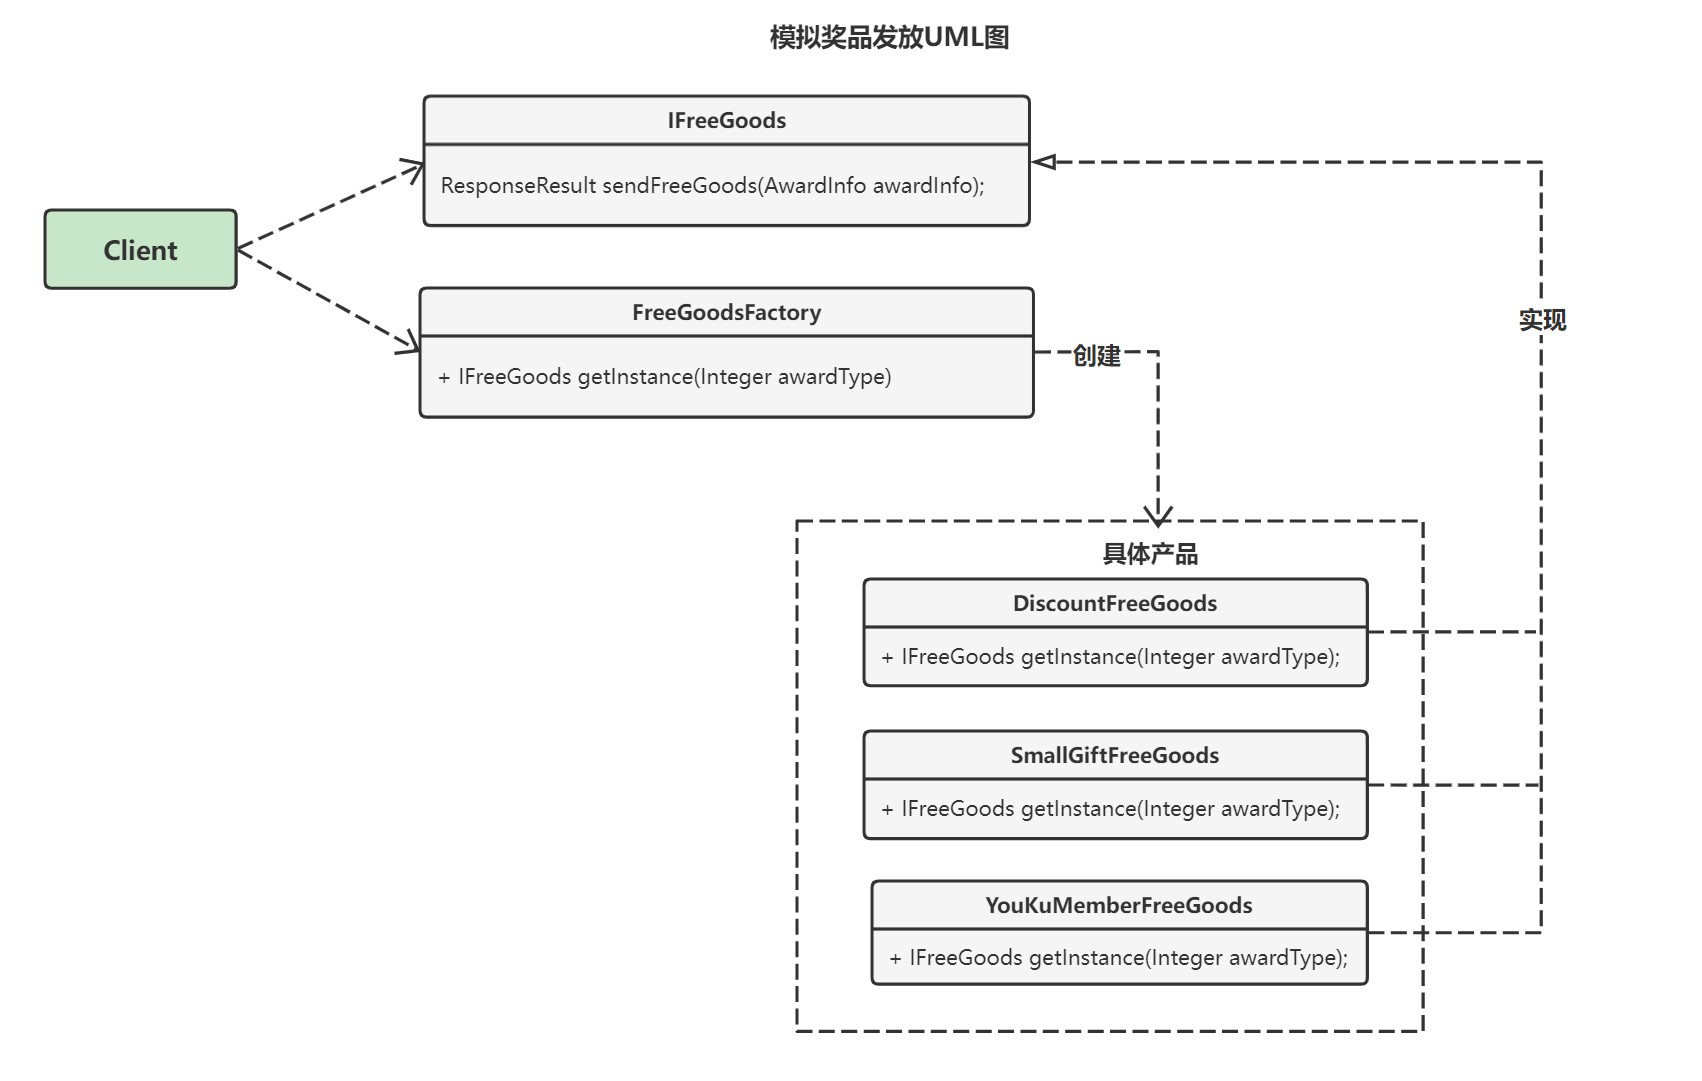 模拟奖品发放UML图
IFreeGoods
ResponseResult sendFreeGoods(AwardInfo awardInfo);
Client
FreeGoodsFactory
+ IFreeGoods getInstance(Integer awardType)
创建
实现
具体产品
DiscountFreeGoods
+ IFreeGoods getInstance(Integer awardType);
SmallGiftFreeGoods
+ IFreeGoods getInstance(Integer awardType);
YouKuMemberFreeGoods
+ IFreeGoods getInstance(Integer awardType);